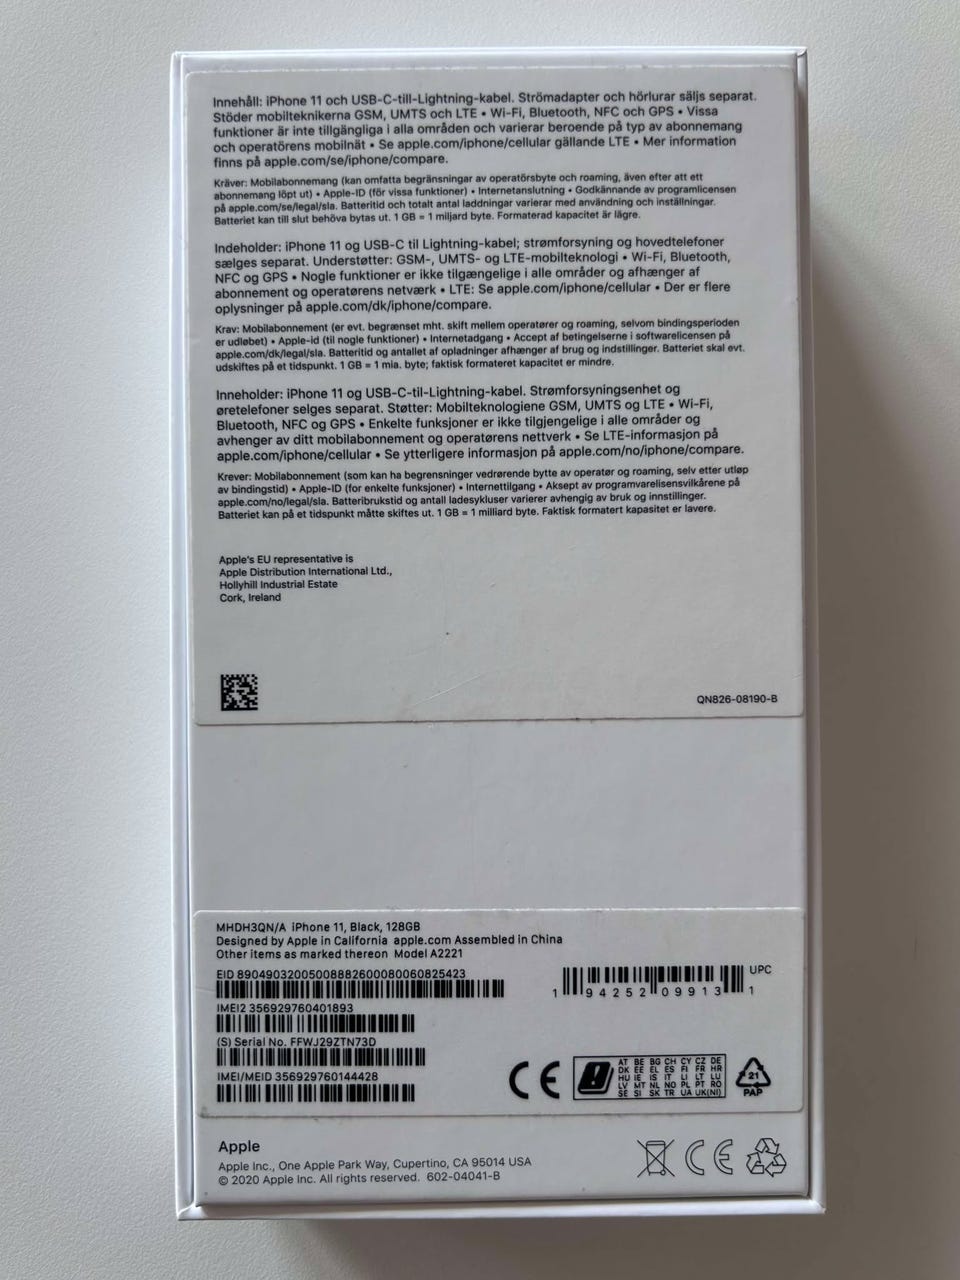 Innehåll: iPhone 11 och USB-C-till-Lightning-kabel. Strömadapter och hörlurar säljs separat.
Stöder mobilteknikerna GSM, UMTS och LTE • Wi-Fi, Bluetooth, NFC och GPS • Vissa
funktioner är inte tillgängliga i alla områden och varierar beroende på typ av abonnemang
och operatörens mobilnät • Se apple.com/iphone/cellular gällande LTE • Mer information
finns på apple.com/se/iphone/compare.
Kräver: Mobilabonnemang (kan omfatta begränsningar av operatörsbyte och roaming, även efter att ett
abonnemang löpt ut) • Apple-ID (för vissa funktioner) • Internetanslutning • Godkännande av programlicensen
på apple.com/se/legal/sla. Batteritid och totalt antal laddningar varierar med användning och inställningar.
Batteriet kan till slut behöva bytas ut. 1 GB = 1 miljard byte. Formaterad kapacitet är lägre.
Indeholder: iPhone 11 og USB-C til Lightning-kabel; strømforsyning og hovedtelefoner
sælges separat. Understøtter: GSM-, UMTS- og LTE-mobilteknologi • Wi-Fi, Bluetooth,
NFC og GPS • Nogle funktioner er ikke tilgængelige i alle områder og afhænger af
abonnement og operatørens netværk • LTE: Se apple.com/iphone/cellular • Der er flere
oplysninger på apple.com/dk/iphone/compare.
Krav: Mobilabonnement (er evt. begrænset mht. skift mellem operatører og roaming, selvom bindingsperioden
er udløbet) • Apple-id (til nogle funktioner) • Internetadgang • Accept af betingelserne i softwarelicensen på
apple.com/dk/legal/sla. Batteritid og antallet af opladninger afhænger af brug og indstillinger. Batteriet skal evt.
udskiftes på et tidspunkt. 1 GB = 1 mia. byte; faktisk formateret kapacitet er mindre.
Inneholder: iPhone 11 og USB-C-til-Lightning-kabel. Strømforsyningsenhet og
øretelefoner selges separat. Støtter: Mobilteknologiene GSM, UMTS og LTE • Wi-Fi,
Bluetooth, NFC og GPS • Enkelte funksjoner er ikke tilgjengelige i alle områder og
avhenger av ditt mobilabonnement og operatørens nettverk • Se LTE-informasjon på
apple.com/iphone/cellular • Se ytterligere informasjon på apple.com/no/iphone/compare.
Krever: Mobilabonnement (som kan ha begrensninger vedrørende bytte av operatør og roaming, selv etter utløp
av bindingstid) • Apple-ID (for enkelte funksjoner) • Internettilgang • Aksept av programvarelisensvilkårene på
apple.com/no/legal/sla. Batteribrukstid og antall ladesykluser varierer avhengig av bruk og innstillinger.
Batteriet kan på et tidspunkt måtte skiftes ut. 1 GB = 1 milliard byte. Faktisk formatert kapasitet er lavere.
Apple's EU representative is
Apple Distribution International Ltd.,
Hollyhill Industrial Estate
Cork, Ireland
QN826-08190-B
MHDH3QN/A iPhone 11, Black, 128GB
Designed by Apple in California apple.com Assembled in China
Other items as marked thereon Model A2221
EID 89049032005008882600080060825423
UPC
1 94252 09913 1
IMEI2 356929760401893
(S) Serial No. FFWJ29ZTN73D
IMEI/MEID 356929760144428
CE
AT BE BG CH CY CZ DE
DK EE EL ES FI FR HR
HU IE IS IT LI LT LU
LV MT NL NO PL PT RO
SE SI SK TR UA UK(NI)
21
PAP
Apple
Apple Inc., One Apple Park Way, Cupertino, CA 95014 USA
© 2020 Apple Inc. All rights reserved. 602-04041-B
CE